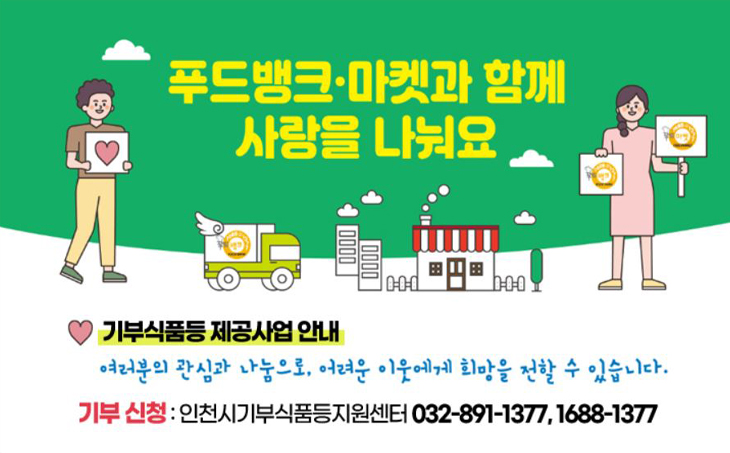 푸드뱅크·마켓과 함께
사랑을 나눠요
기부식품등 제공사업 안내
여러분의 관심과 나눔으로, 어려운 이웃에게 희망을 전할 수 있습니다.
기부 신청 : 인천시기부식품등지원센터 032-891-1377, 1688-1377